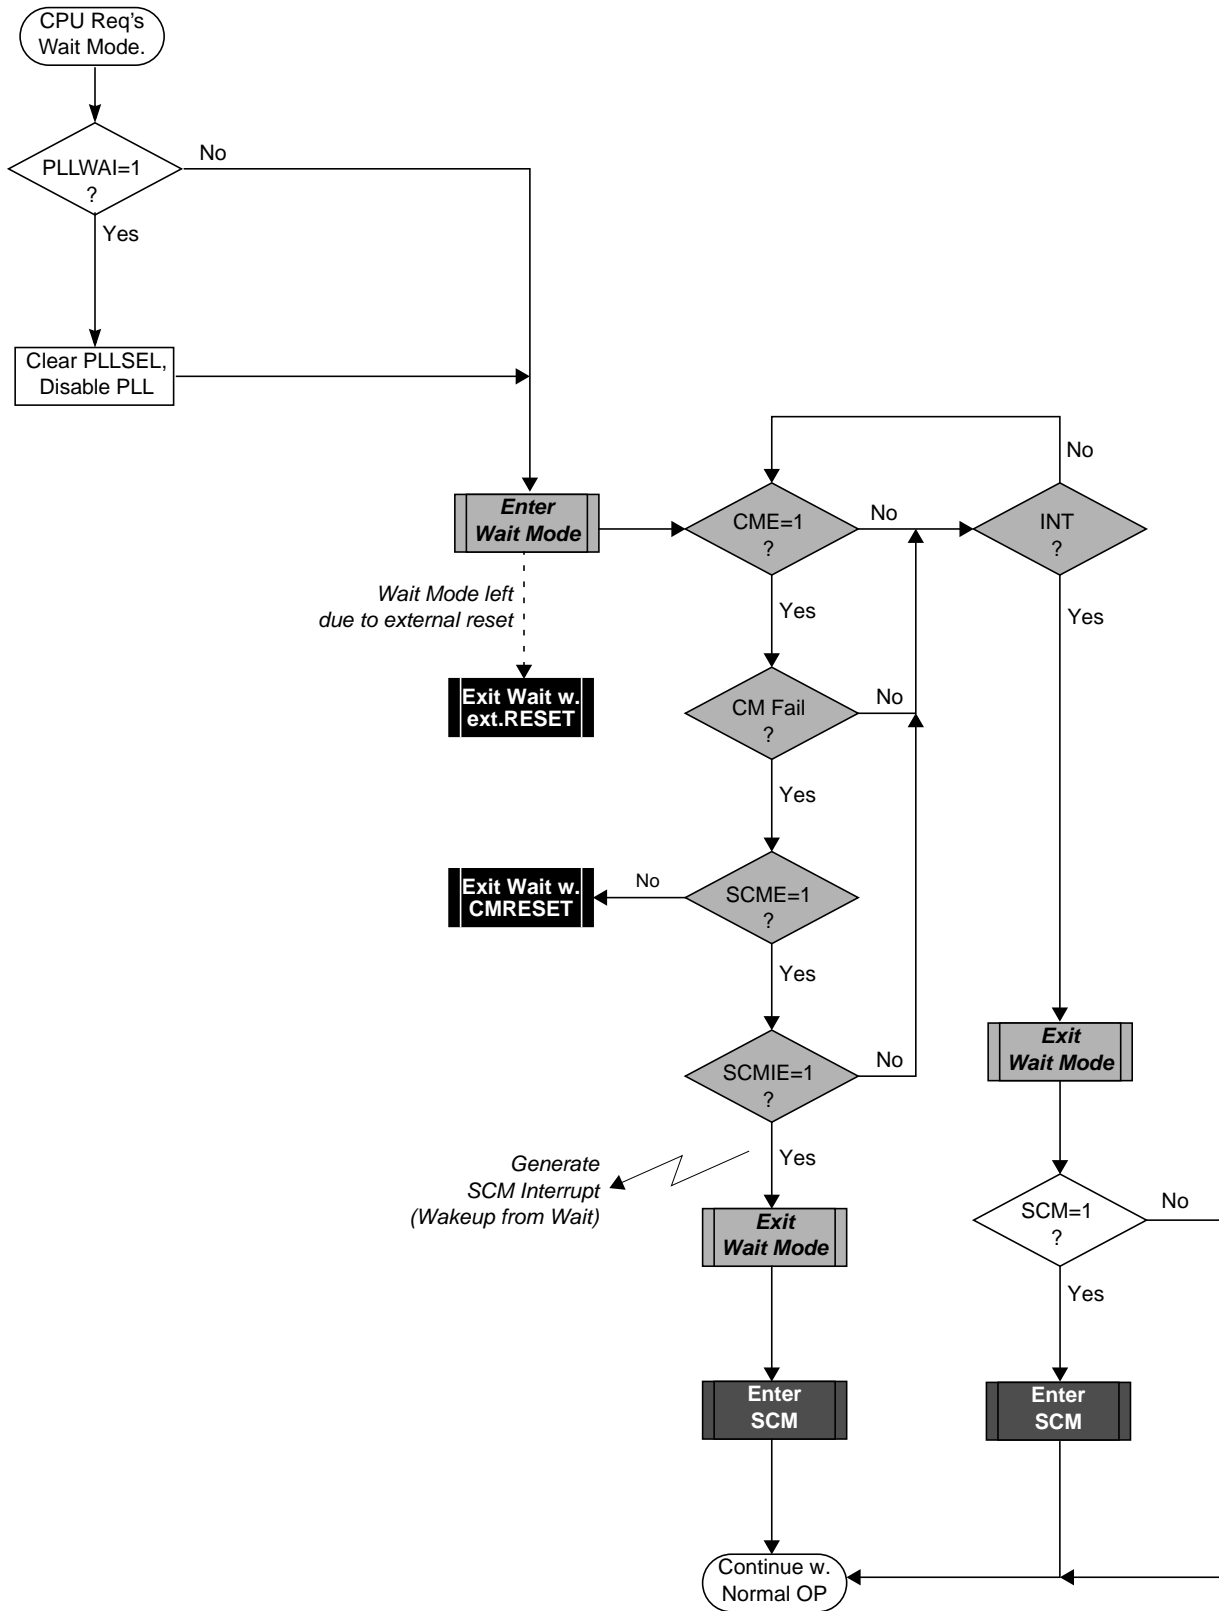 CPU Req's
Wait Mode.
PLLWAI=1
?
No
Yes
Clear PLLSEL,
Disable PLL
Enter
Wait Mode
Wait Mode left
due to external reset
Exit Wait w.
ext.RESET
CME=1
?
No
Yes
INT
?
No
Yes
CM Fail
?
No
Yes
SCME=1
?
No
Yes
Exit Wait w.
CMRESET
SCMIE=1
?
No
Yes
Generate
SCM Interrupt
(Wakeup from Wait)
Exit
Wait Mode
Enter
SCM
Exit
Wait Mode
SCM=1
?
No
Yes
Enter
SCM
Continue w.
Normal OP